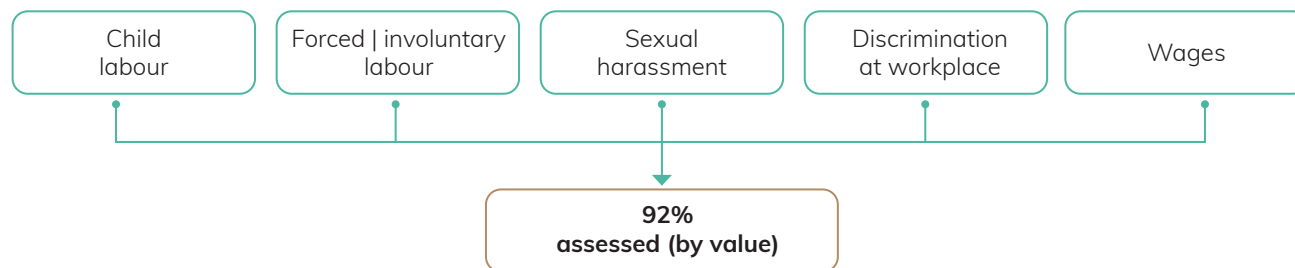 Child
labour
Forced | involuntary
labour
Sexual
harassment
Discrimination
at workplace
Wages
92%
assessed (by value)